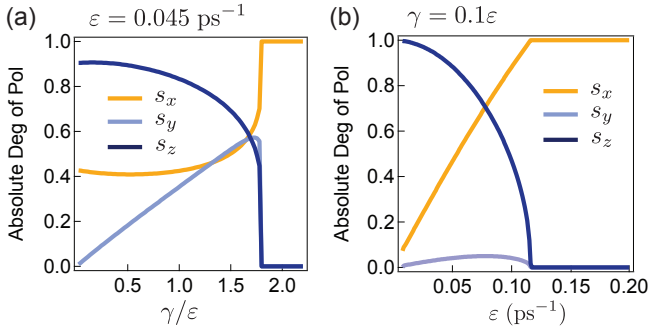 (a) ε = 0.045 ps⁻¹
Absolute Deg of Pol
1.0
0.8
0.6
0.4
0.2
0.0
s_x
s_y
s_z
0.5 1.0 1.5 2.0
γ/ε
(b) γ = 0.1ε
Absolute Deg of Pol
1.0
0.8
0.6
0.4
0.2
0.0
s_x
s_y
s_z
0.05 0.10 0.15 0.20
ε (ps⁻¹)